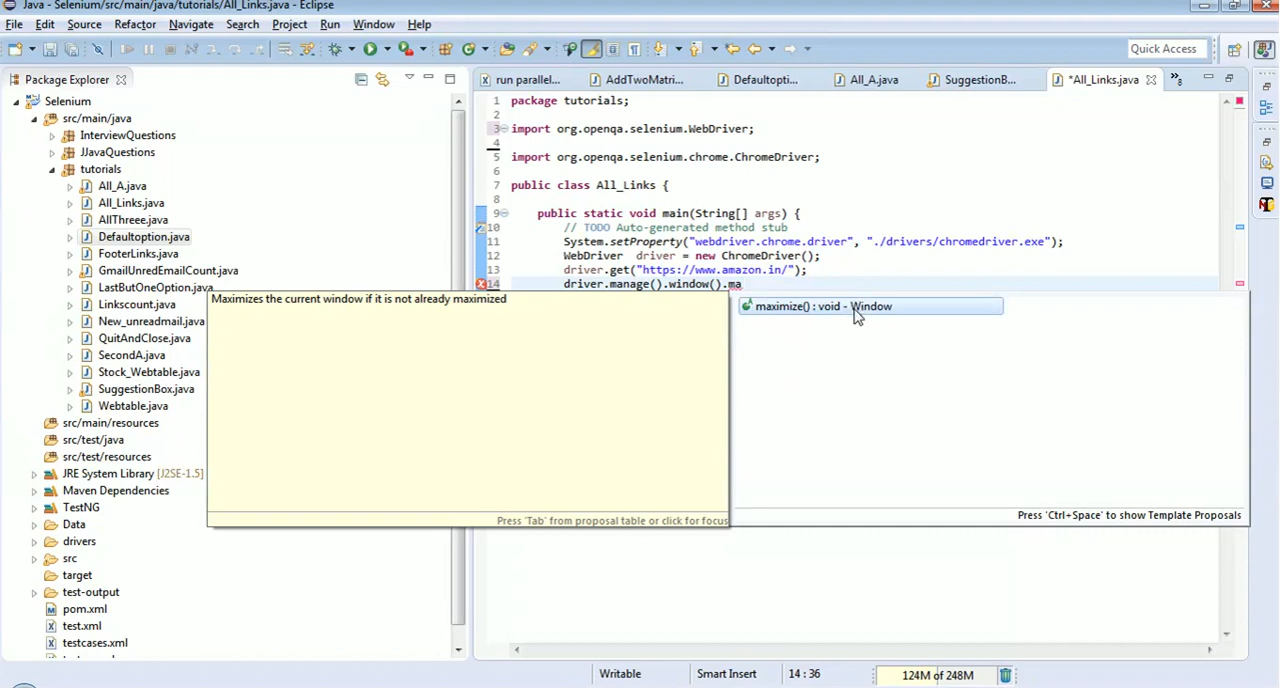 Java - Selenium/src/main/java/tutorials/All_Links.java - Eclipse
File Edit Source Refactor Navigate Search Project Run Window Help
Quick Access
Package Explorer
run parallel... AddTwoMatri... Defaultopti... All_A.java SuggestionB... *All_Links.java »8
Selenium
src/main/java
InterviewQuestions
JJavaQuestions
tutorials
All_A.java
All_Links.java
AllThreee.java
Defaultoption.java
FooterLinks.java
GmailUnredEmailCount.java
LastButOneOption.java
Linkscount.java
New_unreadmail.java
QuitAndClose.java
SecondA.java
Stock_Webtable.java
SuggestionBox.java
Webtable.java
src/main/resources
src/test/java
src/test/resources
JRE System Library [J2SE-1.5]
Maven Dependencies
TestNG
Data
drivers
src
target
test-output
pom.xml
test.xml
testcases.xml
1 package tutorials;
2
3 import org.openqa.selenium.WebDriver;
4
5 import org.openqa.selenium.chrome.ChromeDriver;
6
7 public class All_Links {
8
9 public static void main(String[] args) {
10 // TODO Auto-generated method stub
11 System.setProperty("webdriver.chrome.driver", "./drivers/chromedriver.exe");
12 WebDriver driver = new ChromeDriver();
13 driver.get("https://www.amazon.in/");
14 driver.manage().window().ma
Maximizes the current window if it is not already maximized
Press 'Tab' from proposal table or click for focus
maximize() : void - Window
Press 'Ctrl+Space' to show Template Proposals
Writable Smart Insert 14 : 36 124M of 248M